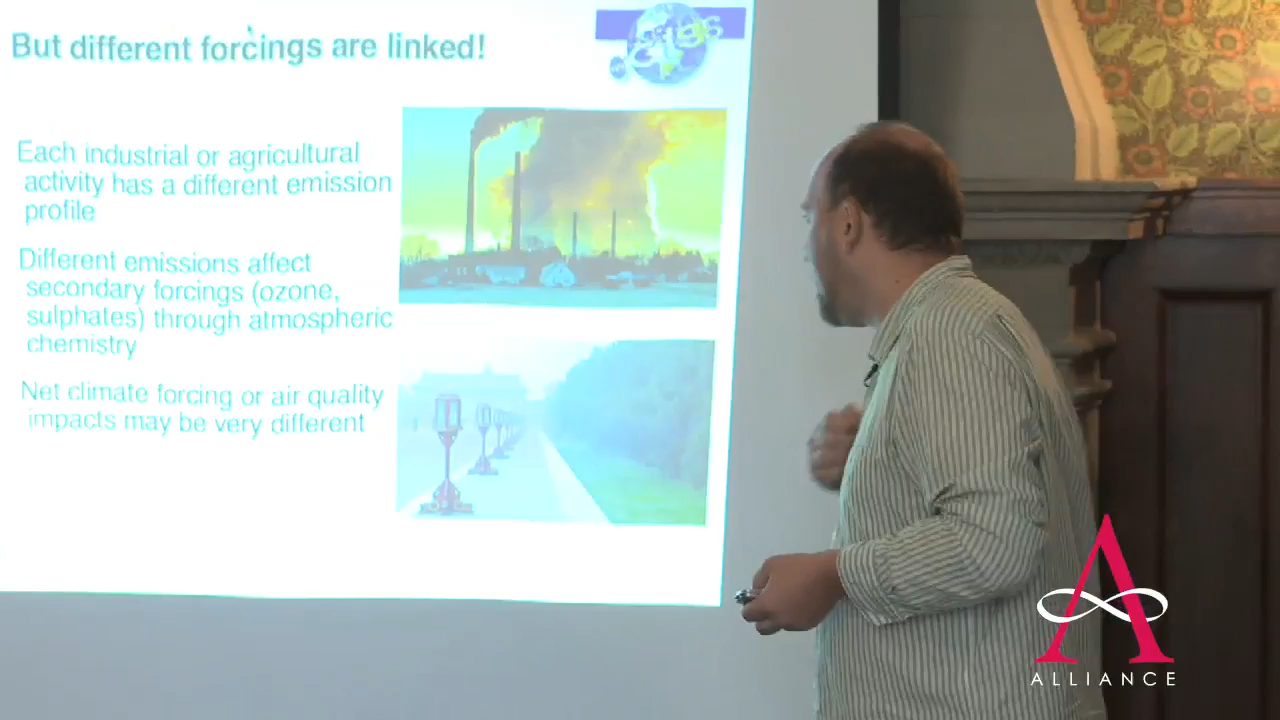 But different forcings are linked!
giss
Each industrial or agricultural
activity has a different emission
profile
Different emissions affect
secondary forcings (ozone,
sulphates) through atmospheric
chemistry
Net climate forcing or air quality
impacts may be very different
A
ALLIANCE